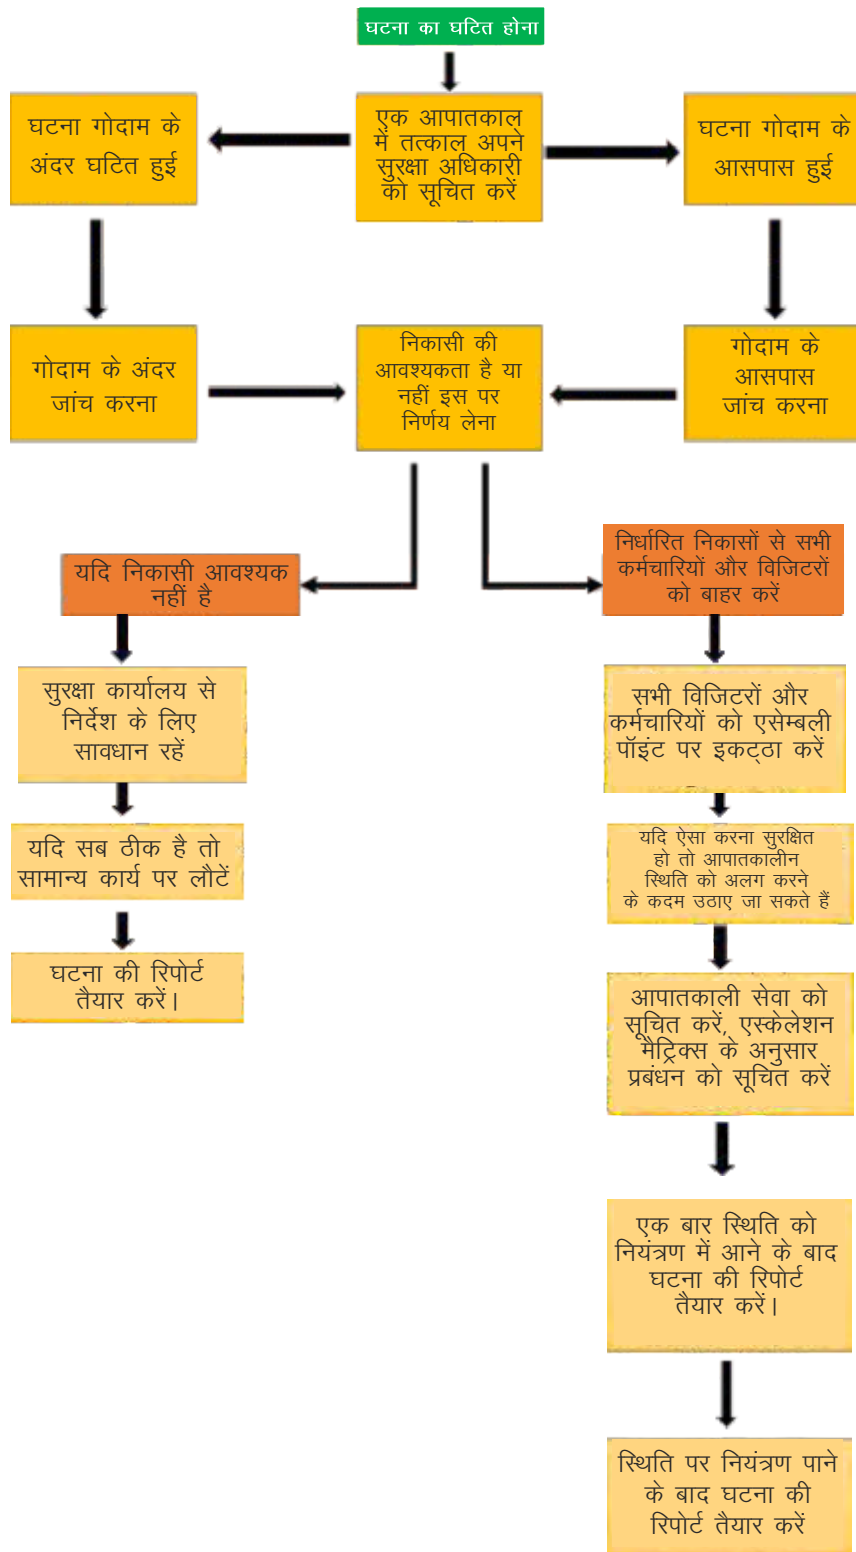 घटना का घटित होना
एक आपातकाल
में तत्काल अपने
सुरक्षा अधिकारी
को सूचित करें
घटना गोदाम के
अंदर घटित हुई
घटना गोदाम के
आसपास हुई
गोदाम के अंदर
जांच करना
निकासी की
आवश्यकता है या
नहीं इस पर
निर्णय लेना
गोदाम के
आसपास
जांच करना
यदि निकासी आवश्यक
नहीं है
सुरक्षा कार्यालय से
निर्देश के लिए
सावधान रहें
यदि सब ठीक है तो
सामान्य कार्य पर लौटें
घटना की रिपोर्ट
तैयार करें।
निर्धारित निकासों से सभी
कर्मचारियों और विजिटरों
को बाहर करें
सभी विजिटरों और
कर्मचारियों को एसेम्बली
पॉइंट पर इकट्ठा करें
यदि ऐसा करना सुरक्षित
हो तो आपातकालीन
स्थिति को अलग करने
के कदम उठाए जा सकते हैं
आपातकाली सेवा को
सूचित करें, एस्केलेशन
मैट्रिक्स के अनुसार
प्रबंधन को सूचित करें
एक बार स्थिति को
नियंत्रण में आने के बाद
घटना की रिपोर्ट
तैयार करें।
स्थिति पर नियंत्रण पाने
के बाद घटना की
रिपोर्ट तैयार करें